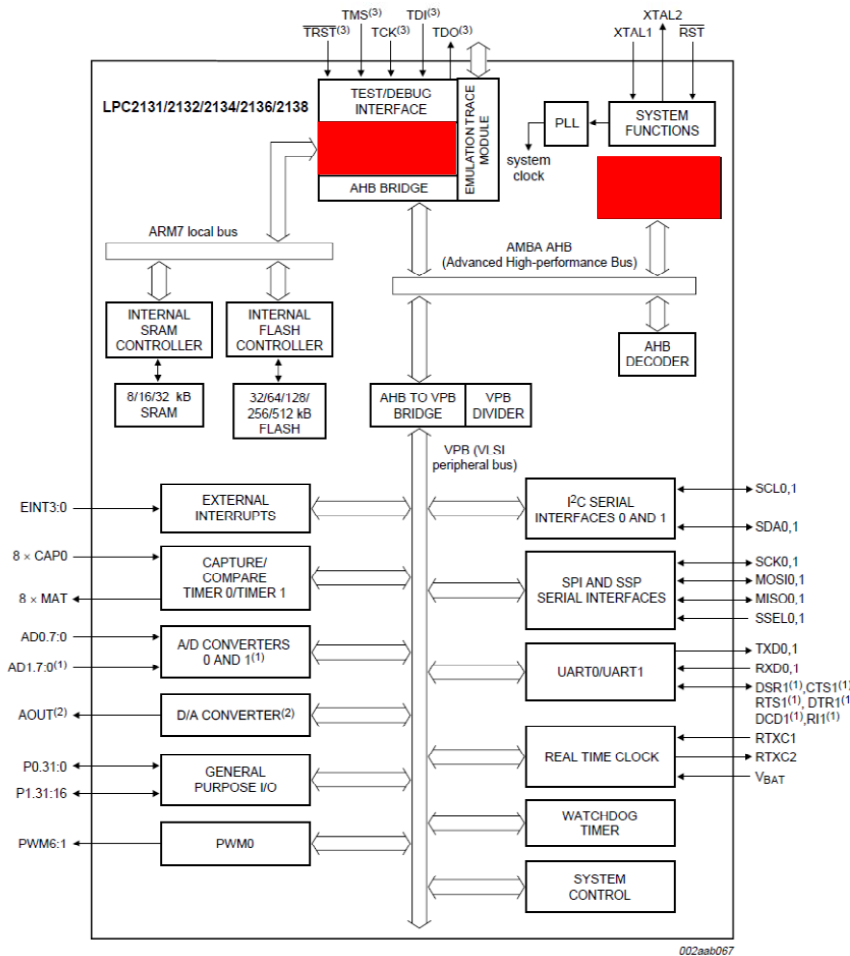 TMS(3) TDI(3)
TRST(3) TCK(3) TDO(3)
XTAL2
XTAL1 RST
LPC2131/2132/2134/2136/2138
TEST/DEBUG
INTERFACE
AHB BRIDGE
EMULATION TRACE
MODULE
PLL
SYSTEM
FUNCTIONS
system
clock
ARM7 local bus
AMBA AHB
(Advanced High-performance Bus)
INTERNAL
SRAM
CONTROLLER
INTERNAL
FLASH
CONTROLLER
8/16/32 kB
SRAM
32/64/128/
256/512 kB
FLASH
AHB
DECODER
AHB TO VPB
BRIDGE
VPB
DIVIDER
VPB (VLSI
peripheral bus)
EINT3:0
EXTERNAL
INTERRUPTS
8 × CAP0
8 × MAT
CAPTURE/
COMPARE
TIMER 0/TIMER 1
AD0.7:0
AD1.7:0(1)
A/D CONVERTERS
0 AND 1(1)
AOUT(2)
D/A CONVERTER(2)
P0.31:0
P1.31:16
GENERAL
PURPOSE I/O
PWM6:1
PWM0
I2C SERIAL
INTERFACES 0 AND 1
SCL0,1
SDA0,1
SPI AND SSP
SERIAL INTERFACES
SCK0,1
MOSI0,1
MISO0,1
SSEL0,1
UART0/UART1
TXD0,1
RXD0,1
DSR1(1),CTS1(1)
RTS1(1), DTR1(1
DCD1(1),RI1(1)
REAL TIME CLOCK
RTXC1
RTXC2
VBAT
WATCHDOG
TIMER
SYSTEM
CONTROL
002aab067